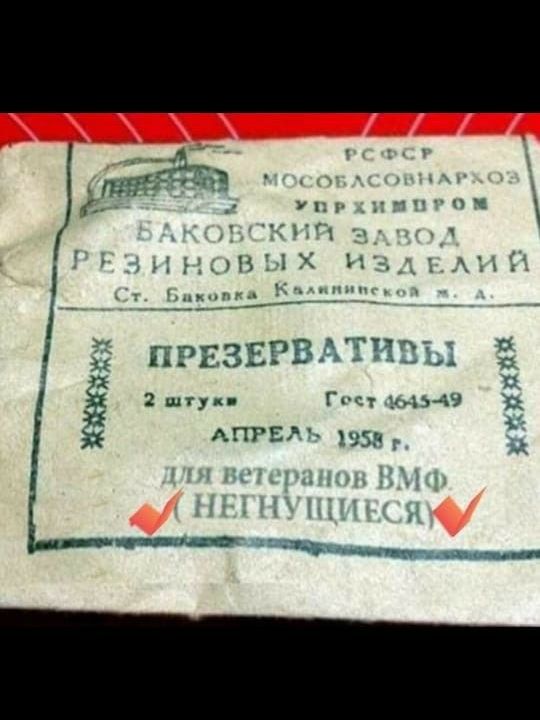 РСФСР
МОСОБЛСОВНАРХОЗ
УПРХИМПРОМ
БАКОВСКИЙ ЗАВОД
РЕЗИНОВЫХ ИЗДЕЛИЙ
Ст. Баковка Калининской ж. д.
ПРЕЗЕРВАТИВЫ
2 штуки Гост 4645-49
АПРЕЛЬ 1958 г.
для ветеранов ВМФ
(НЕГНУЩИЕСЯ)